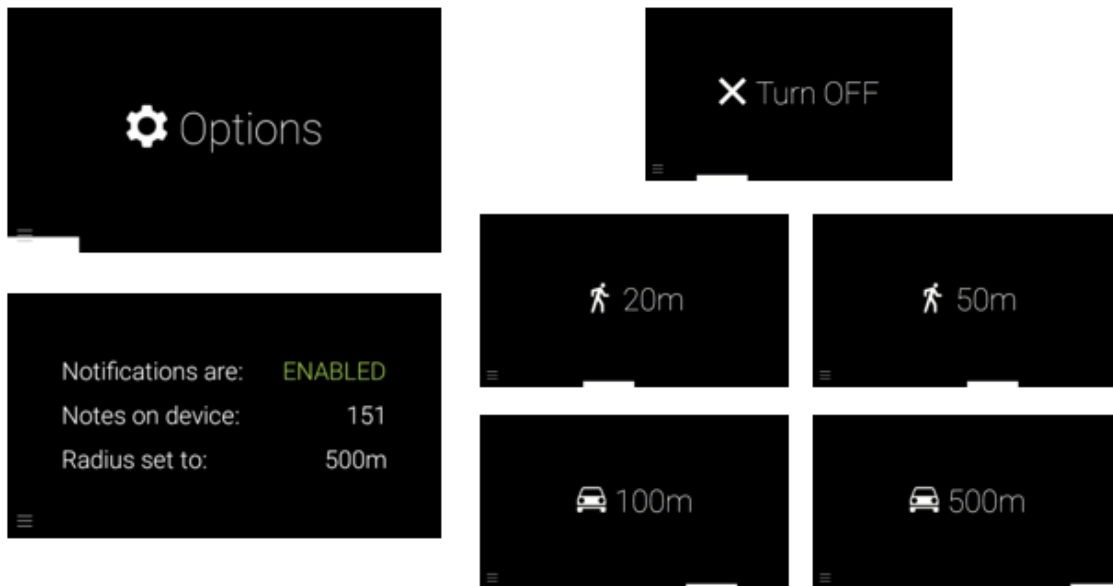 Options
Turn OFF
Notifications are: ENABLED
Notes on device: 151
Radius set to: 500m
20m
50m
100m
500m